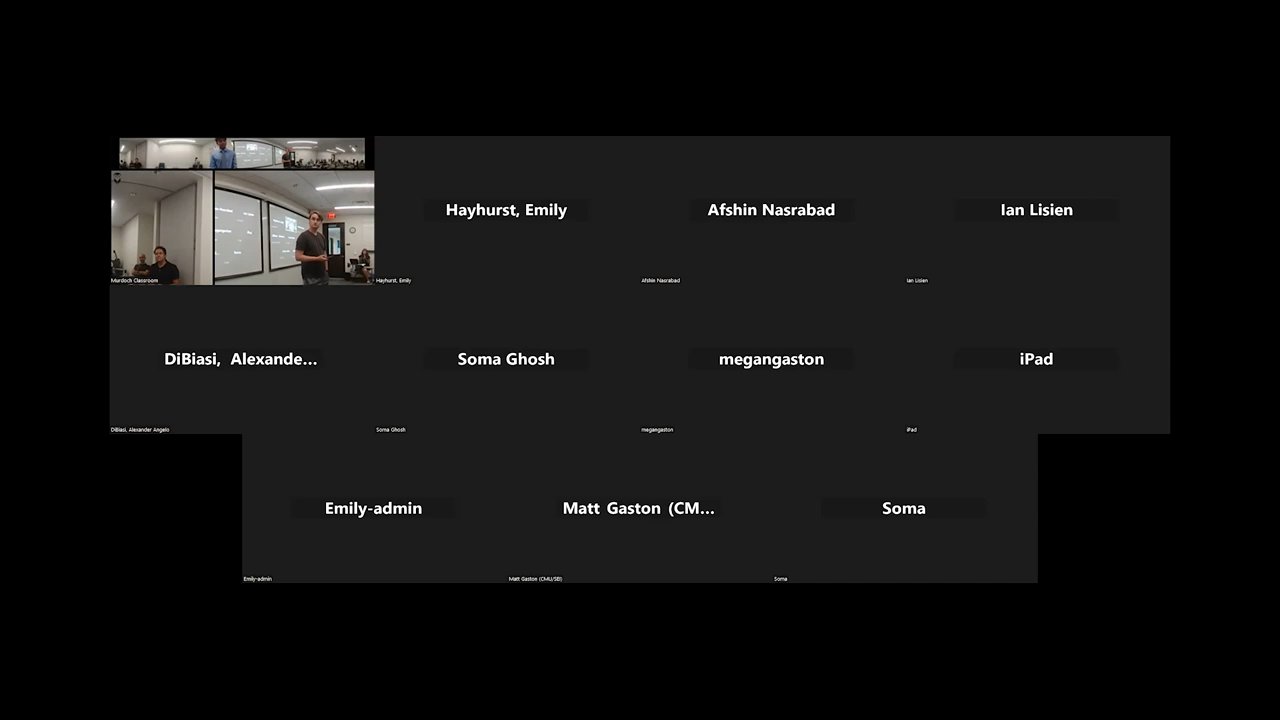 Murdoch Classroom
Hayhurst, Emily
Hayhurst, Emily
Afshin Nasrabad
Afshin Nasrabad
Ian Lisien
Ian Lisien
DiBiasi, Alexande...
DiBiasi, Alexander Angelo
Soma Ghosh
Soma Ghosh
megangaston
megangaston
iPad
iPad
Emily-admin
Emily-admin
Matt Gaston (CM...
Matt Gaston (CMU/SEI)
Soma
Soma